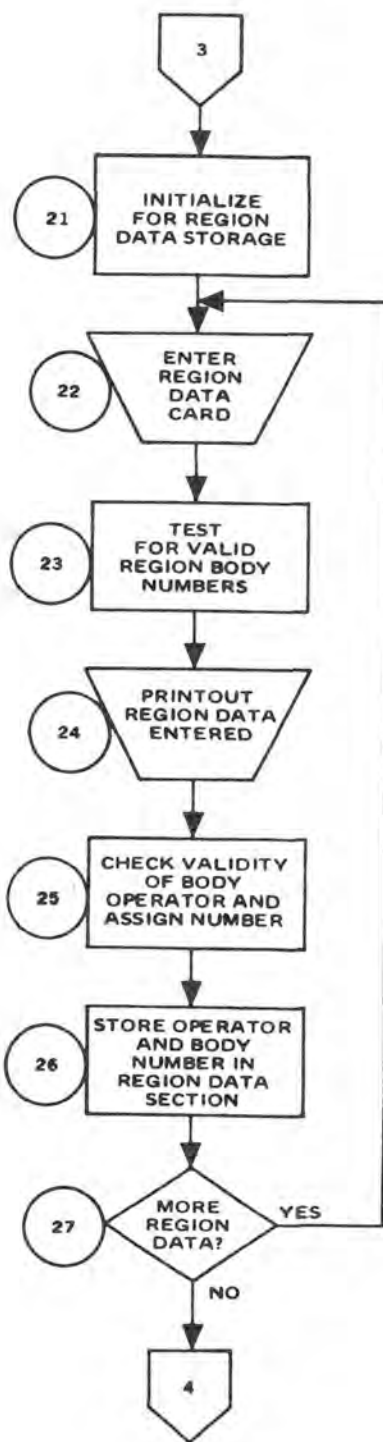 3
21
INITIALIZE
FOR REGION
DATA STORAGE
22
ENTER
REGION
DATA
CARD
23
TEST
FOR VALID
REGION BODY
NUMBERS
24
PRINTOUT
REGION DATA
ENTERED
25
CHECK VALIDITY
OF BODY
OPERATOR AND
ASSIGN NUMBER
26
STORE OPERATOR
AND BODY
NUMBER IN
REGION DATA
SECTION
27
MORE
REGION
DATA?
YES
NO
4